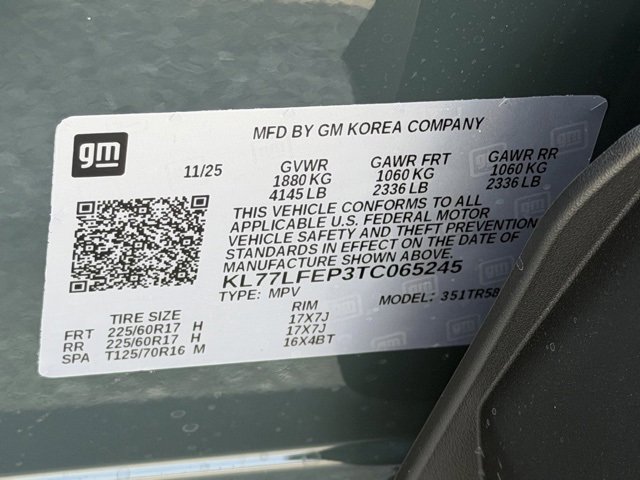 MFD BY GM KOREA COMPANY
gm
11/25 GVWR GAWR FRT GAWR RR
1880 KG 1060 KG 1060 KG
4145 LB 2336 LB 2336 LB
THIS VEHICLE CONFORMS TO ALL
APPLICABLE U.S. FEDERAL MOTOR
VEHICLE SAFETY AND THEFT PREVENTION
STANDARDS IN EFFECT ON THE DATE OF
MANUFACTURE SHOWN ABOVE.
KL77LFEP3TC065245
TYPE: MPV MODEL: 351TR58
TIRE SIZE RIM
FRT 225/60R17 H 17X7J
RR 225/60R17 H 17X7J
SPA T125/70R16 M 16X4BT